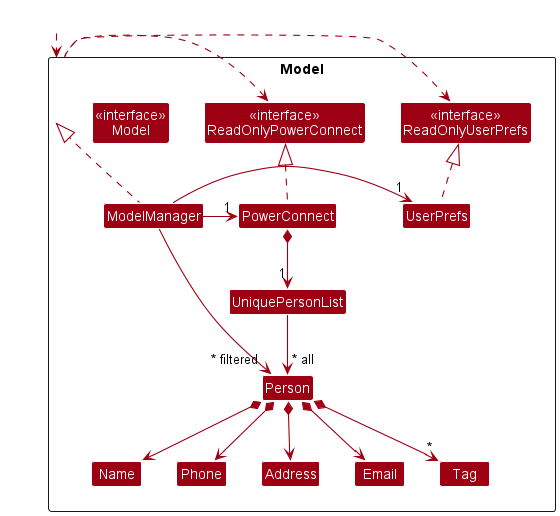 Model
«interface»
Model
«interface»
ReadOnlyPowerConnect
«interface»
ReadOnlyUserPrefs
1
1
ModelManager
PowerConnect
UserPrefs
1
UniquePersonList
* filtered
* all
Person
*
Name
Phone
Address
Email
Tag